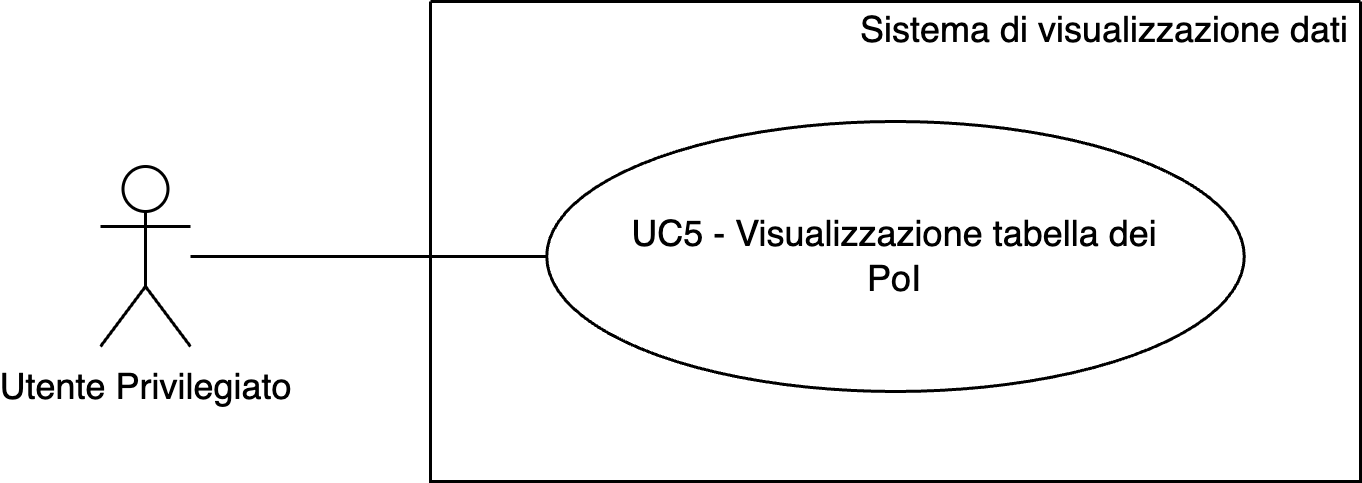 Sistema di visualizzazione dati
UC5 - Visualizzazione tabella dei
PoI
Utente Privilegiato